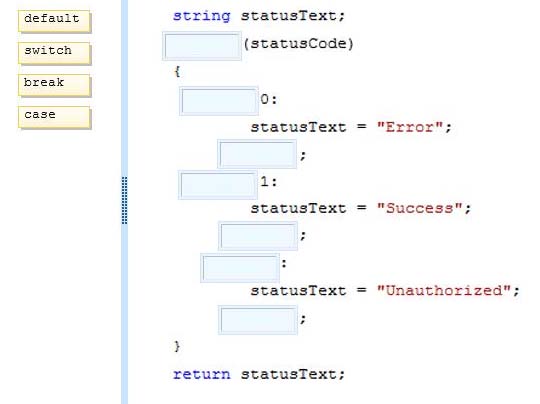 default
switch
break
case
string statusText;
(statusCode)
{
0:
statusText = "Error";
;
1:
statusText = "Success";
;
:
statusText = "Unauthorized";
;
}
return statusText;